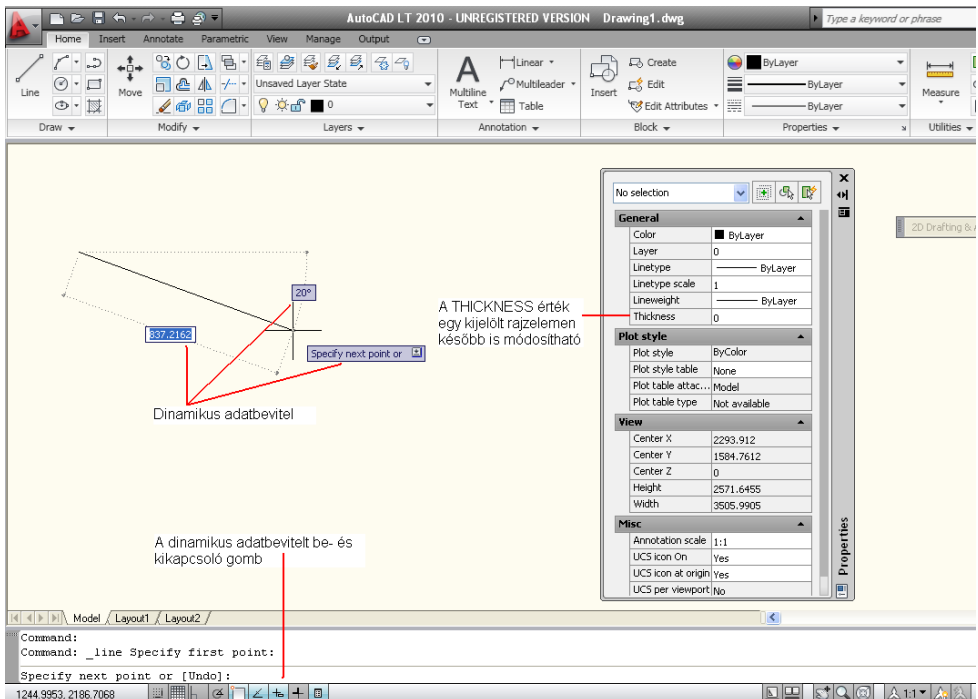 AutoCAD LT 2010 - UNREGISTERED VERSION Drawing1.dwg
Type a keyword or phrase
Home Insert Annotate Parametric View Manage Output
Line
Move
Unsaved Layer State
0
Multiline Text
Linear
Multileader
Table
Insert
Create
Edit
Edit Attributes
ByLayer
ByLayer
ByLayer
Measure
Draw Modify Layers Annotation Block Properties Utilities
2D Drafting & A
20°
837.2162
Specify next point or
Dinamikus adatbevitel
A THICKNESS érték
egy kijelölt rajzelemen
később is módosítható
A dinamikus adatbevitelt be- és
kikapcsoló gomb
No selection
General
Color ByLayer
Layer 0
Linetype ByLayer
Linetype scale 1
Lineweight ByLayer
Thickness 0
Plot style
Plot style ByColor
Plot style table None
Plot table attac... Model
Plot table type Not available
View
Center X 2293.912
Center Y 1584.7612
Center Z 0
Height 2571.6455
Width 3505.9905
Misc
Annotation scale 1:1
UCS icon On Yes
UCS icon at origin Yes
UCS per viewport No
Properties
Model Layout1 Layout2
Command:
Command: _line Specify first point:
Specify next point or [Undo]:
1244.9953, 2186.7068
1:1